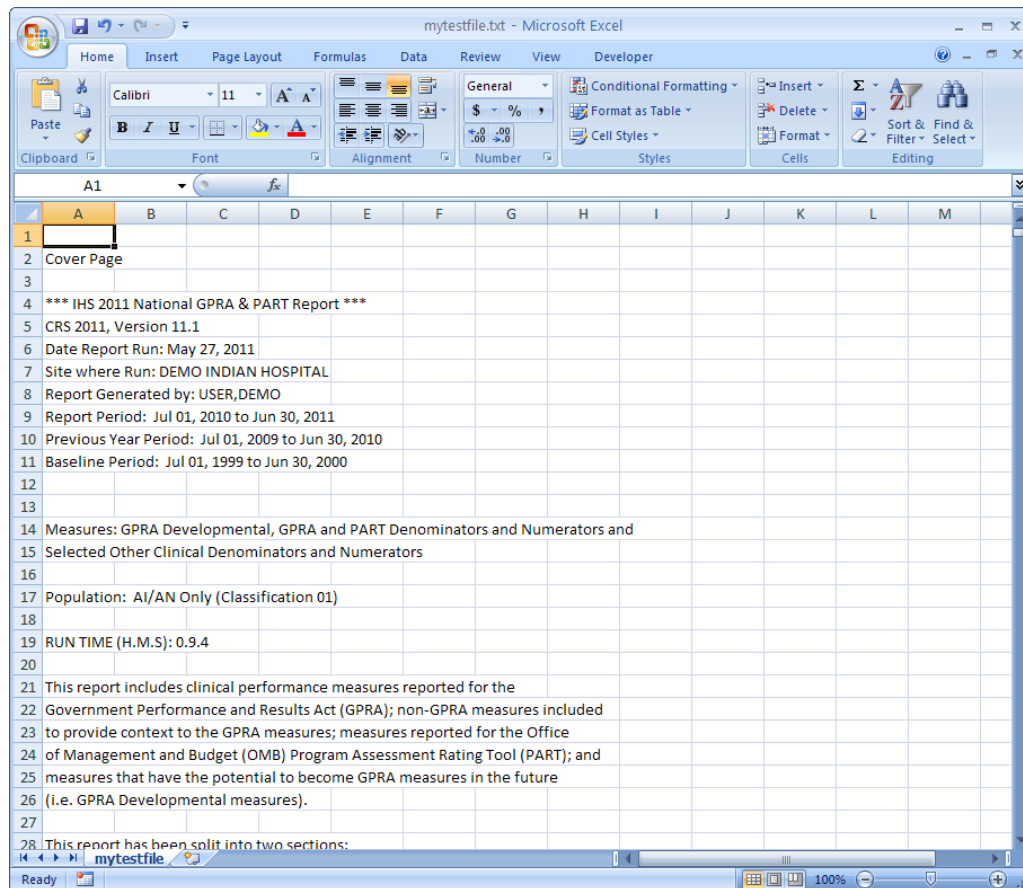 mytestfile.txt - Microsoft Excel
Home Insert Page Layout Formulas Data Review View Developer
Paste
Clipboard
Calibri 11 A A
B I U A
Font
Alignment
General
$ % ,
.0 .00 .00 .0
Number
Conditional Formatting
Format as Table
Cell Styles
Styles
Insert
Delete
Format
Cells
Σ
Sort & Filter
Find & Select
Editing
A1 fx
A B C D E F G H I J K L M
1
2 Cover Page
3
4 *** IHS 2011 National GPRA & PART Report ***
5 CRS 2011, Version 11.1
6 Date Report Run: May 27, 2011
7 Site where Run: DEMO INDIAN HOSPITAL
8 Report Generated by: USER,DEMO
9 Report Period:  Jul 01, 2010 to Jun 30, 2011
10 Previous Year Period:  Jul 01, 2009 to Jun 30, 2010
11 Baseline Period:  Jul 01, 1999 to Jun 30, 2000
12
13
14 Measures: GPRA Developmental, GPRA and PART Denominators and Numerators and
15 Selected Other Clinical Denominators and Numerators
16
17 Population:  AI/AN Only (Classification 01)
18
19 RUN TIME (H.M.S): 0.9.4
20
21 This report includes clinical performance measures reported for the
22 Government Performance and Results Act (GPRA); non-GPRA measures included
23 to provide context to the GPRA measures; measures reported for the Office
24 of Management and Budget (OMB) Program Assessment Rating Tool (PART); and
25 measures that have the potential to become GPRA measures in the future
26 (i.e. GPRA Developmental measures).
27
28 This report has been split into two sections:
mytestfile
Ready 100%